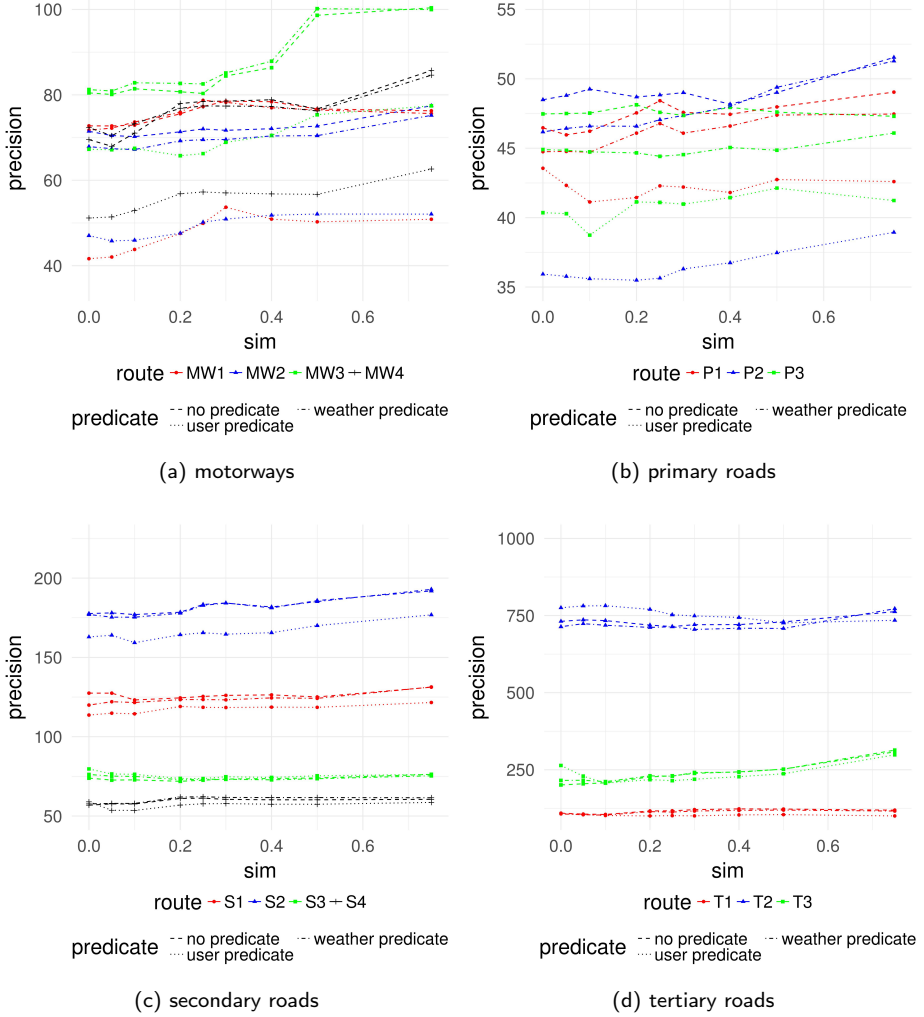 100
80
60
40
precision
0.0 0.2 0.4 0.6
sim
route MW1 MW2 MW3 MW4
predicate no predicate weather predicate
user predicate
(a) motorways
55
50
45
40
35
precision
0.0 0.2 0.4 0.6
sim
route P1 P2 P3
predicate no predicate weather predicate
user predicate
(b) primary roads
200
150
100
50
precision
0.0 0.2 0.4 0.6
sim
route S1 S2 S3 S4
predicate no predicate weather predicate
user predicate
(c) secondary roads
1000
750
500
250
precision
0.0 0.2 0.4 0.6
sim
route T1 T2 T3
predicate no predicate weather predicate
user predicate
(d) tertiary roads